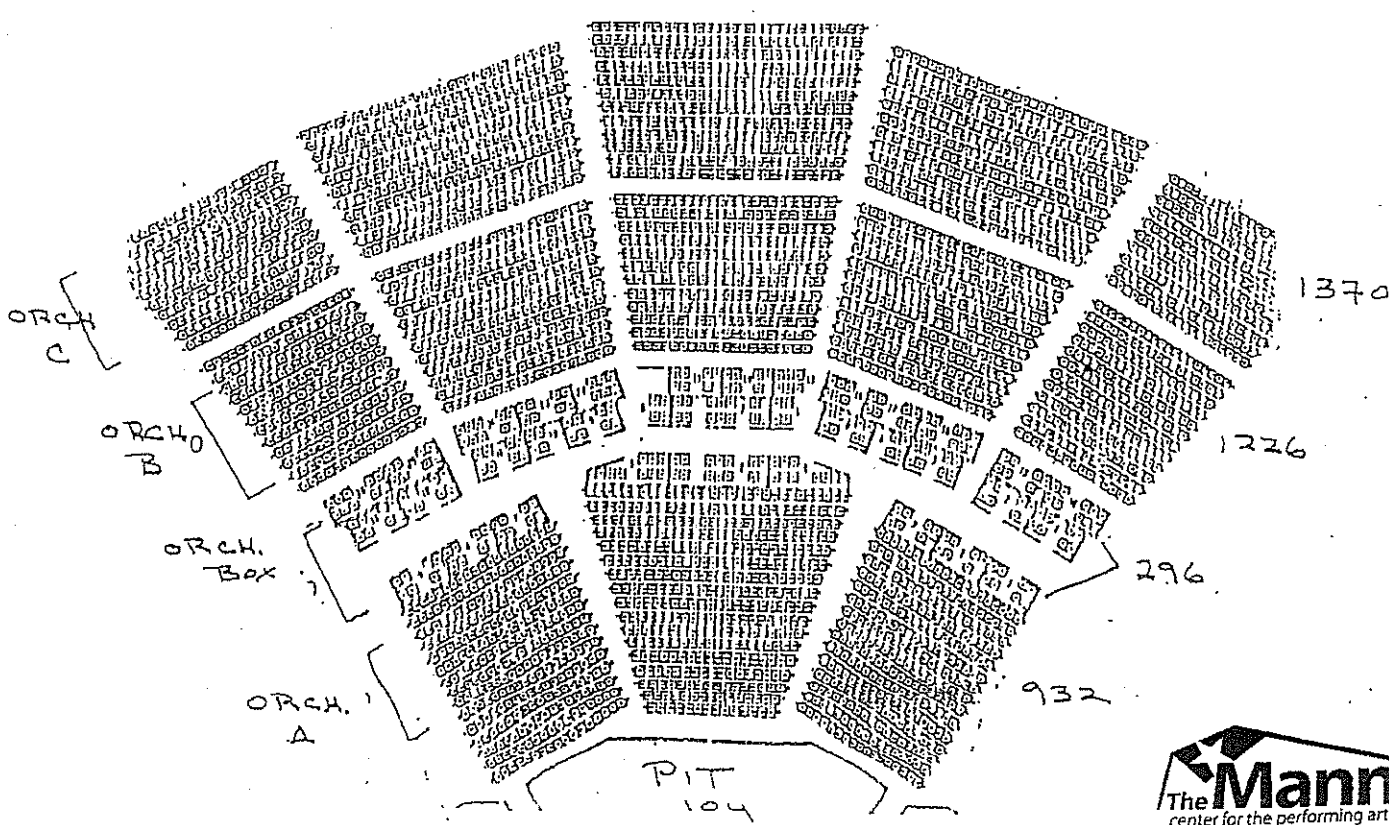 ORCH
C
1370
ORCH
B
1226
ORCH.
BOX
296
ORCH.
A
932
PIT
104
The Mann
center for the performing art